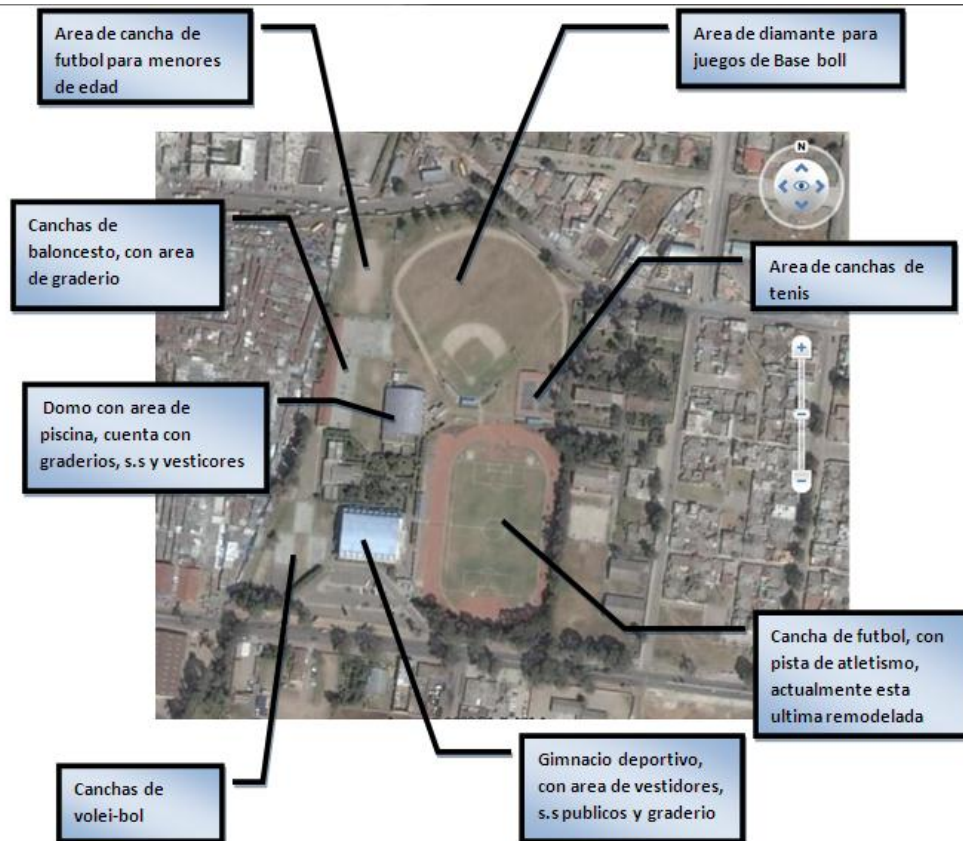 Area de cancha de
futbol para menores
de edad
Area de diamante para
juegos de Base boll
N
Canchas de
baloncesto, con area
de graderio
Area de canchas de
tenis
Domo con area de
piscina, cuenta con
graderios, s.s y vesticores
Cancha de futbol, con
pista de atletismo,
actualmente esta
ultima remodelada
Gimnacio deportivo,
con area de vestidores,
s.s publicos y graderio
Canchas de
volei-bol